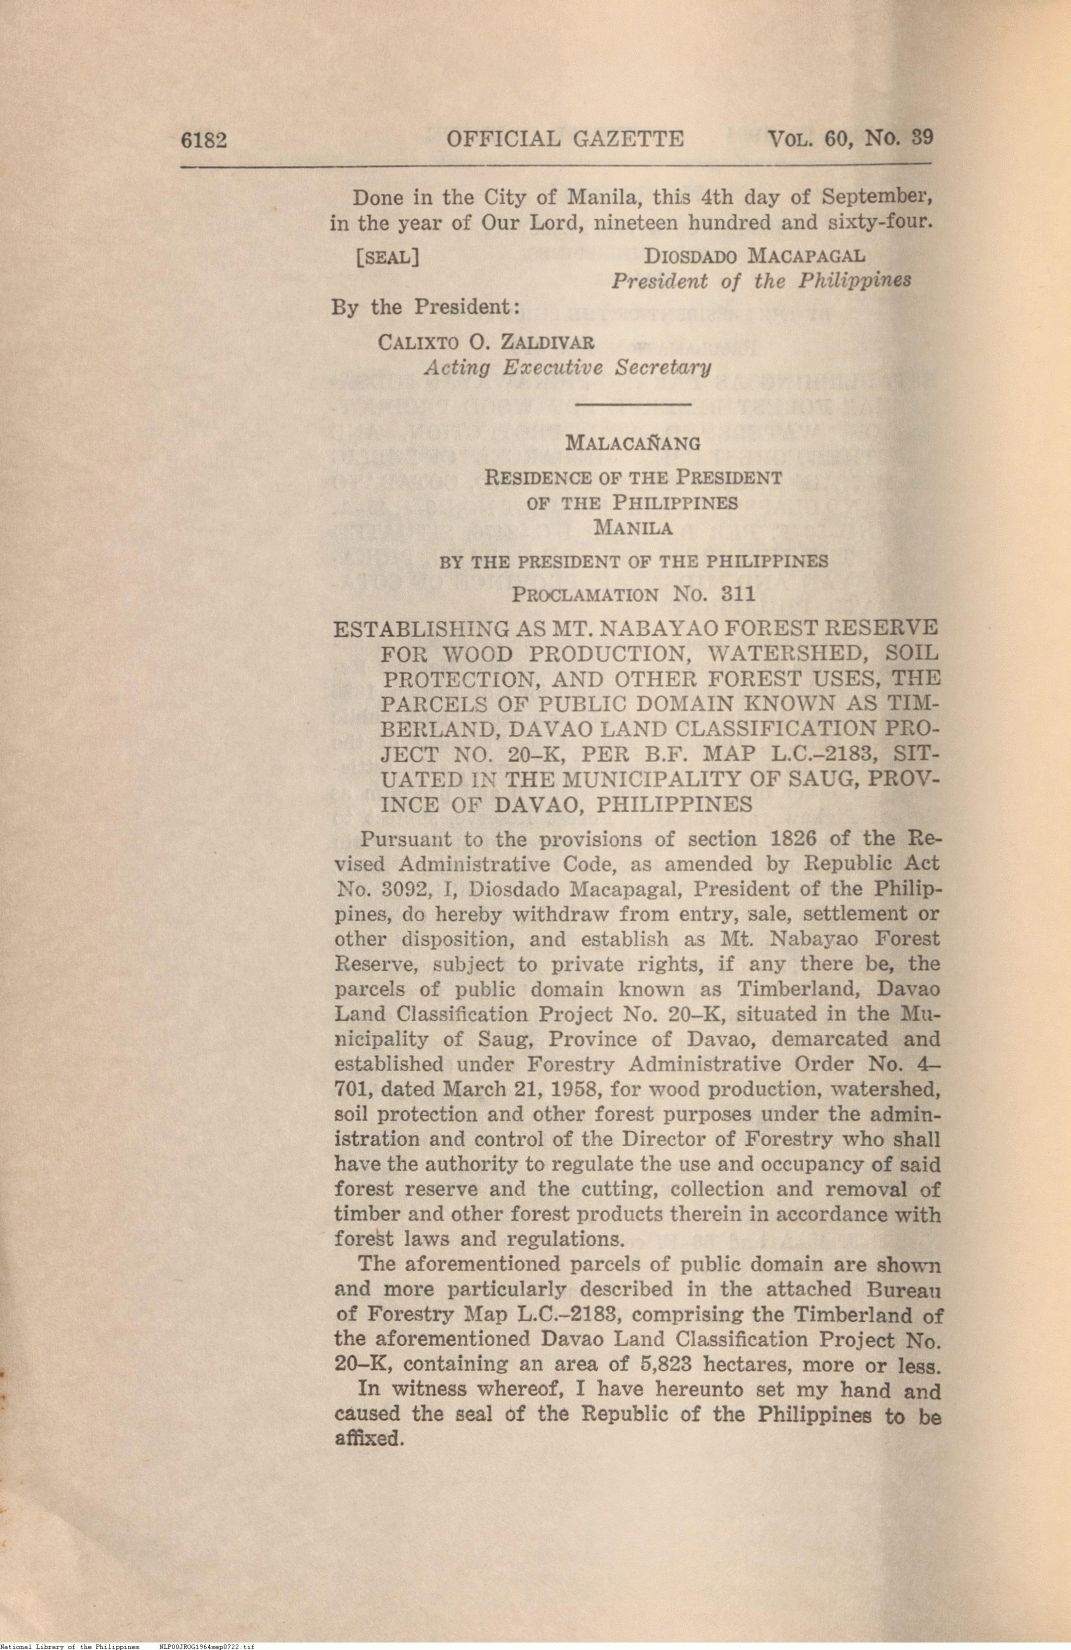 6182 OFFICIAL GAZETTE VOL. 60, NO. 39
Done in the City of Manila, this 4th day of September,
in the year of Our Lord, nineteen hundred and sixty-four.
[SEAL] DIOSDADO MACAPAGAL
President of the Philippines
By the President:
CALIXTO O. ZALDIVAR
Acting Executive Secretary
MALACAÑANG
RESIDENCE OF THE PRESIDENT
OF THE PHILIPPINES
MANILA
BY THE PRESIDENT OF THE PHILIPPINES
PROCLAMATION NO. 311
ESTABLISHING AS MT. NABAYAO FOREST RESERVE
FOR WOOD PRODUCTION, WATERSHED, SOIL
PROTECTION, AND OTHER FOREST USES, THE
PARCELS OF PUBLIC DOMAIN KNOWN AS TIM-
BERLAND, DAVAO LAND CLASSIFICATION PRO-
JECT NO. 20–K, PER B.F. MAP L.C.–2183, SIT-
UATED IN THE MUNICIPALITY OF SAUG, PROV-
INCE OF DAVAO, PHILIPPINES
Pursuant to the provisions of section 1826 of the Re-
vised Administrative Code, as amended by Republic Act
No. 3092, I, Diosdado Macapagal, President of the Philip-
pines, do hereby withdraw from entry, sale, settlement or
other disposition, and establish as Mt. Nabayao Forest
Reserve, subject to private rights, if any there be, the
parcels of public domain known as Timberland, Davao
Land Classification Project No. 20–K, situated in the Mu-
nicipality of Saug, Province of Davao, demarcated and
established under Forestry Administrative Order No. 4–
701, dated March 21, 1958, for wood production, watershed,
soil protection and other forest purposes under the admin-
istration and control of the Director of Forestry who shall
have the authority to regulate the use and occupancy of said
forest reserve and the cutting, collection and removal of
timber and other forest products therein in accordance with
forest laws and regulations.
The aforementioned parcels of public domain are shown
and more particularly described in the attached Bureau
of Forestry Map L.C.–2183, comprising the Timberland of
the aforementioned Davao Land Classification Project No.
20–K, containing an area of 5,823 hectares, more or less.
In witness whereof, I have hereunto set my hand and
caused the seal of the Republic of the Philippines to be
affixed.
National Library of the Philippines NLP00JROG1964sep0722.tif